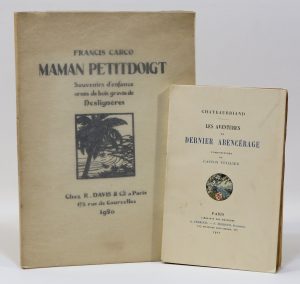 FRANCIS CARCO
MAMAN PETITDOIGT
Souvenirs d'enfance
ornés de bois gravés de
Deslignères
Chez R. DAVIS & Cie à Paris
173 rue de Courcelles
1920
CHATEAUBRIAND
LES AVENTURES
DU
DERNIER ABENCÉRAGE
PARIS